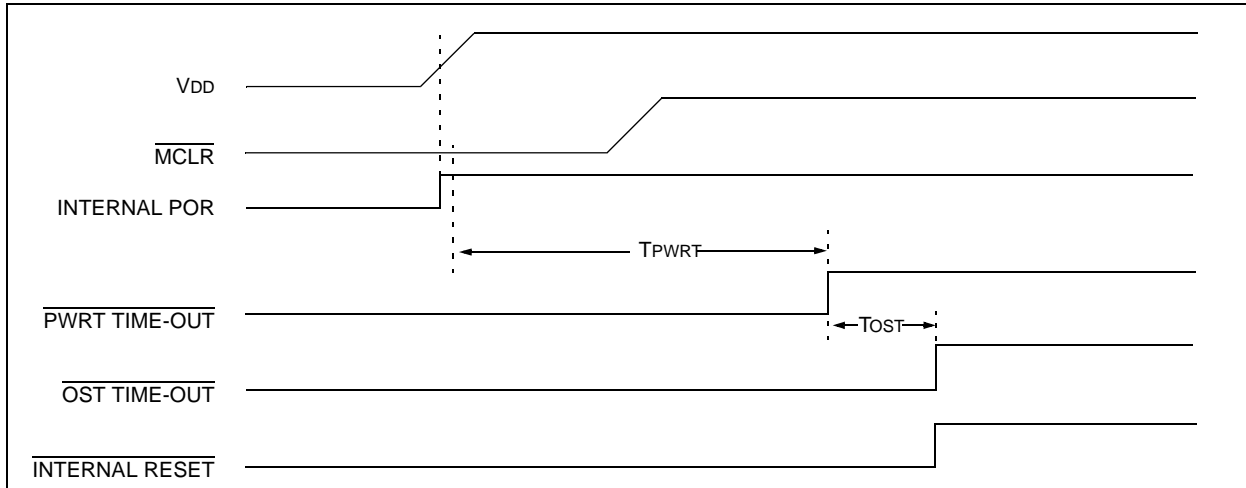 VDD
MCLR
INTERNAL POR
TPWRT
PWRT TIME-OUT
TOST
OST TIME-OUT
INTERNAL RESET